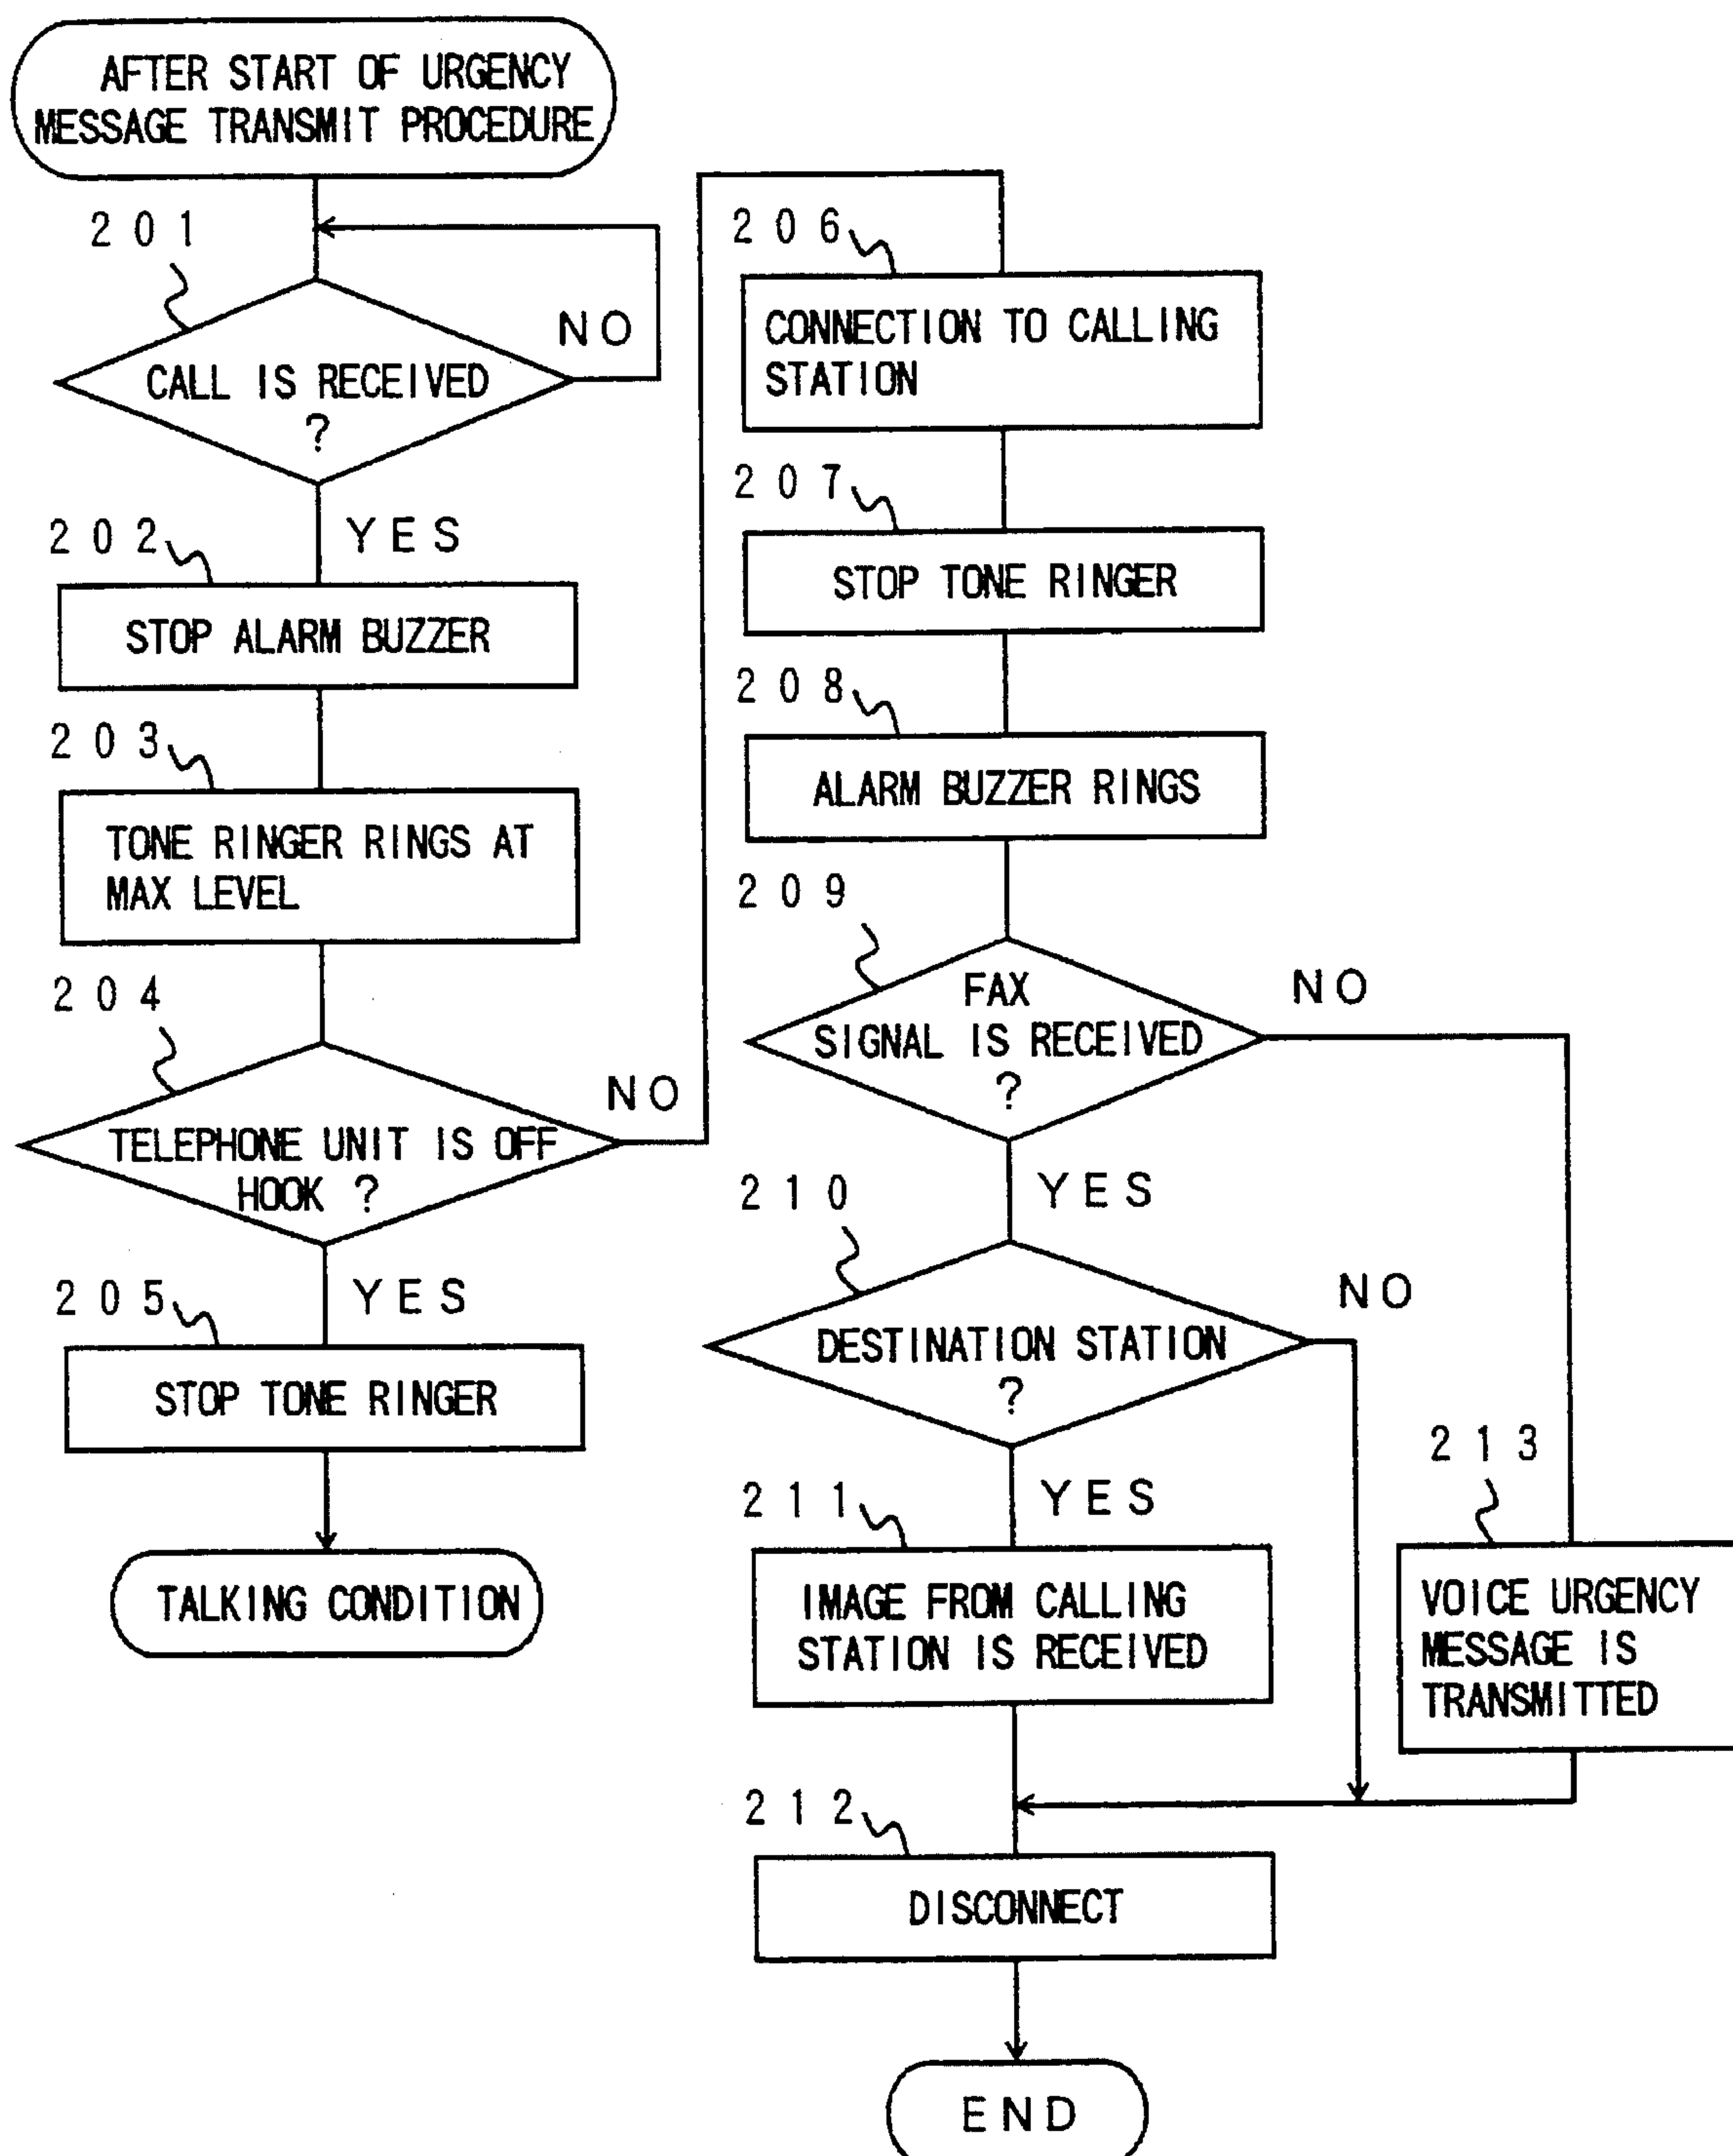 AFTER START OF URGENCY
MESSAGE TRANSMIT PROCEDURE
201
NO
CALL IS RECEIVED
?
YES
202
STOP ALARM BUZZER
203
TONE RINGER RINGS AT
MAX LEVEL
204
NO
TELEPHONE UNIT IS OFF
HOOK ?
YES
205
STOP TONE RINGER
TALKING CONDITION
206
CONNECTION TO CALLING
STATION
207
STOP TONE RINGER
208
ALARM BUZZER RINGS
209
FAX
SIGNAL IS RECEIVED
?
NO
YES
210
NO
DESTINATION STATION
?
YES
211
IMAGE FROM CALLING
STATION IS RECEIVED
213
VOICE URGENCY
MESSAGE IS
TRANSMITTED
212
DISCONNECT
END